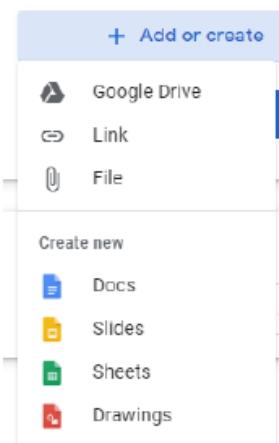 + Add or create
Google Drive
Link
File
Create new
Docs
Slides
Sheets
Drawings